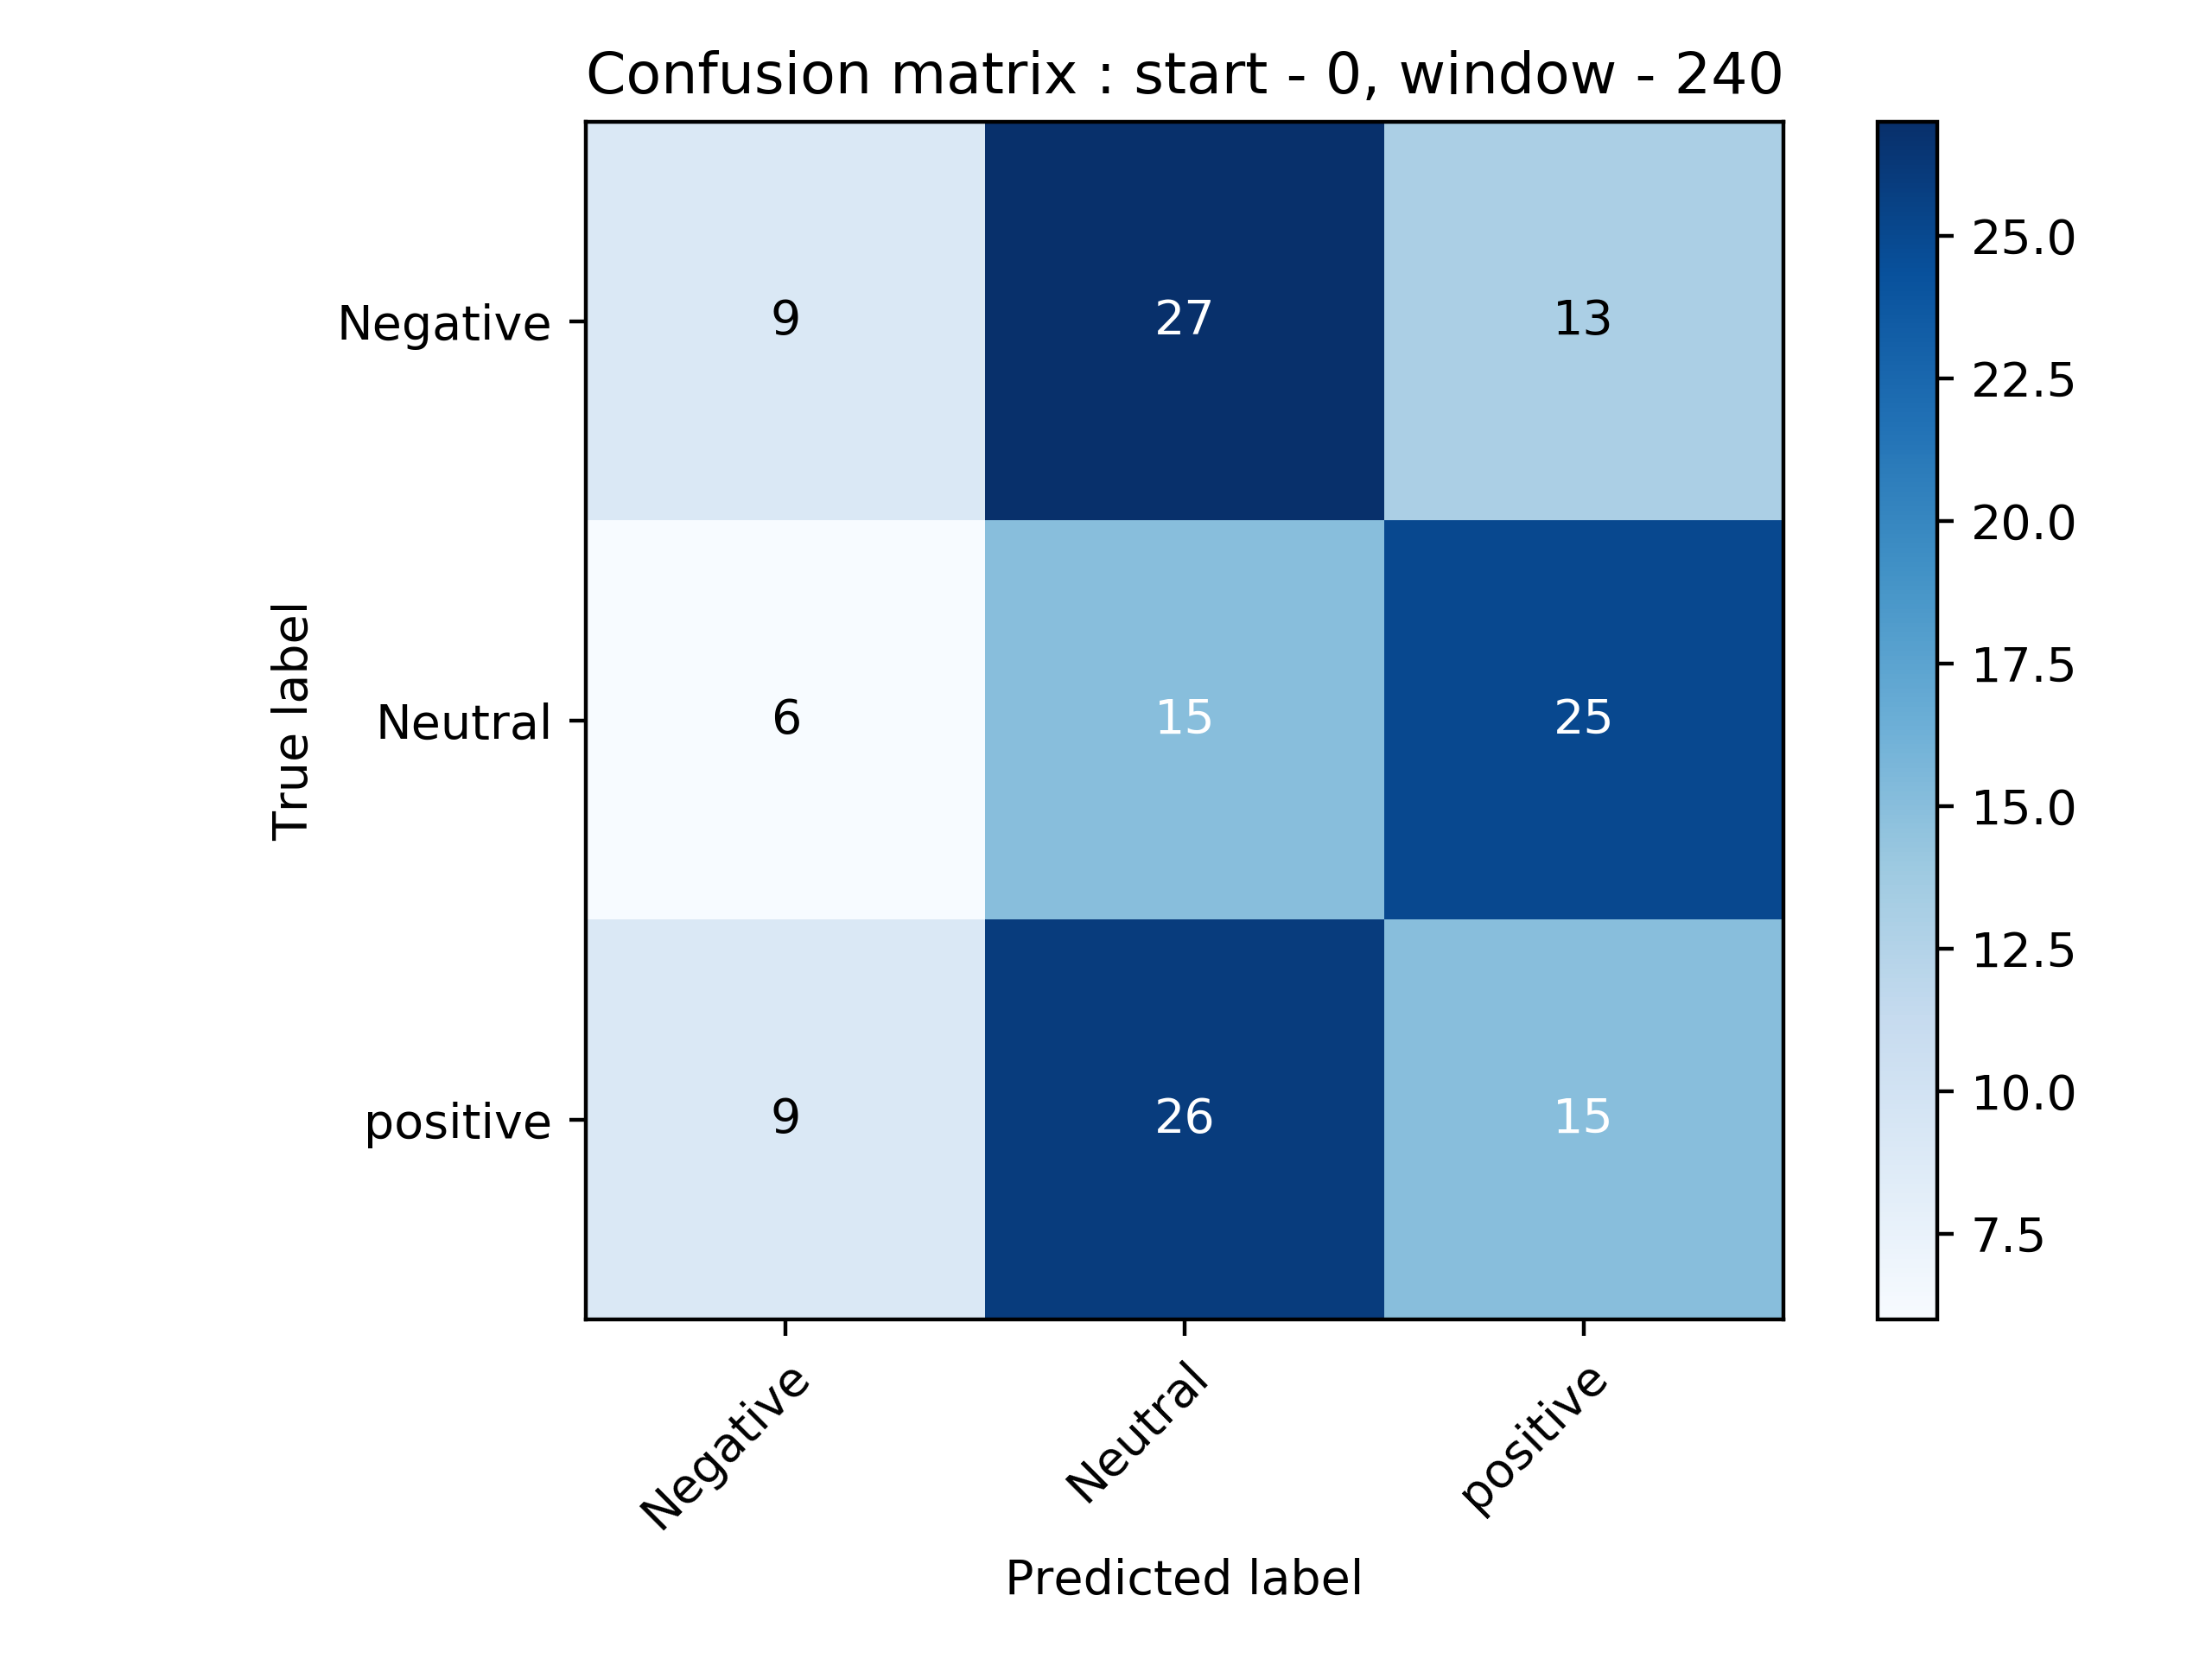 Confusion matrix : start - 0, window - 240
Negative
9
27
13
Neutral
6
15
25
positive
9
26
15
True label
Negative
Neutral
positive
Predicted label
25.0
22.5
20.0
17.5
15.0
12.5
10.0
7.5